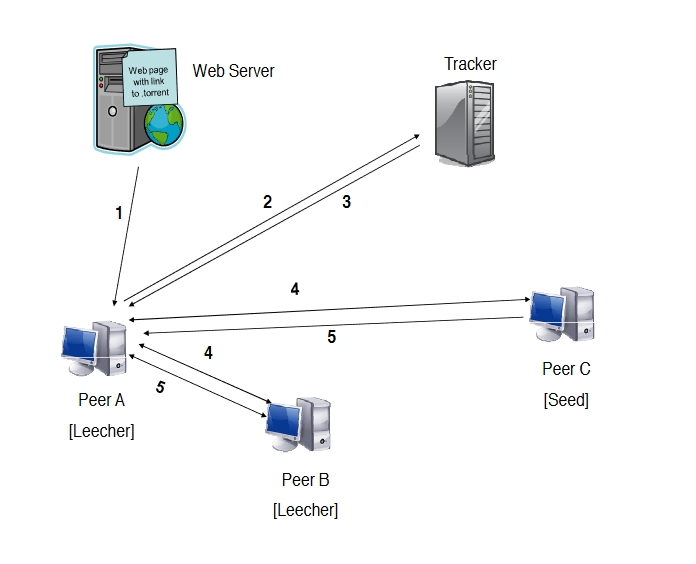 Tracker
Web Server
Web page
with link
to .torrent
1
2
3
4
5
4
5
Peer A
[Leecher]
Peer B
[Leecher]
Peer C
[Seed]